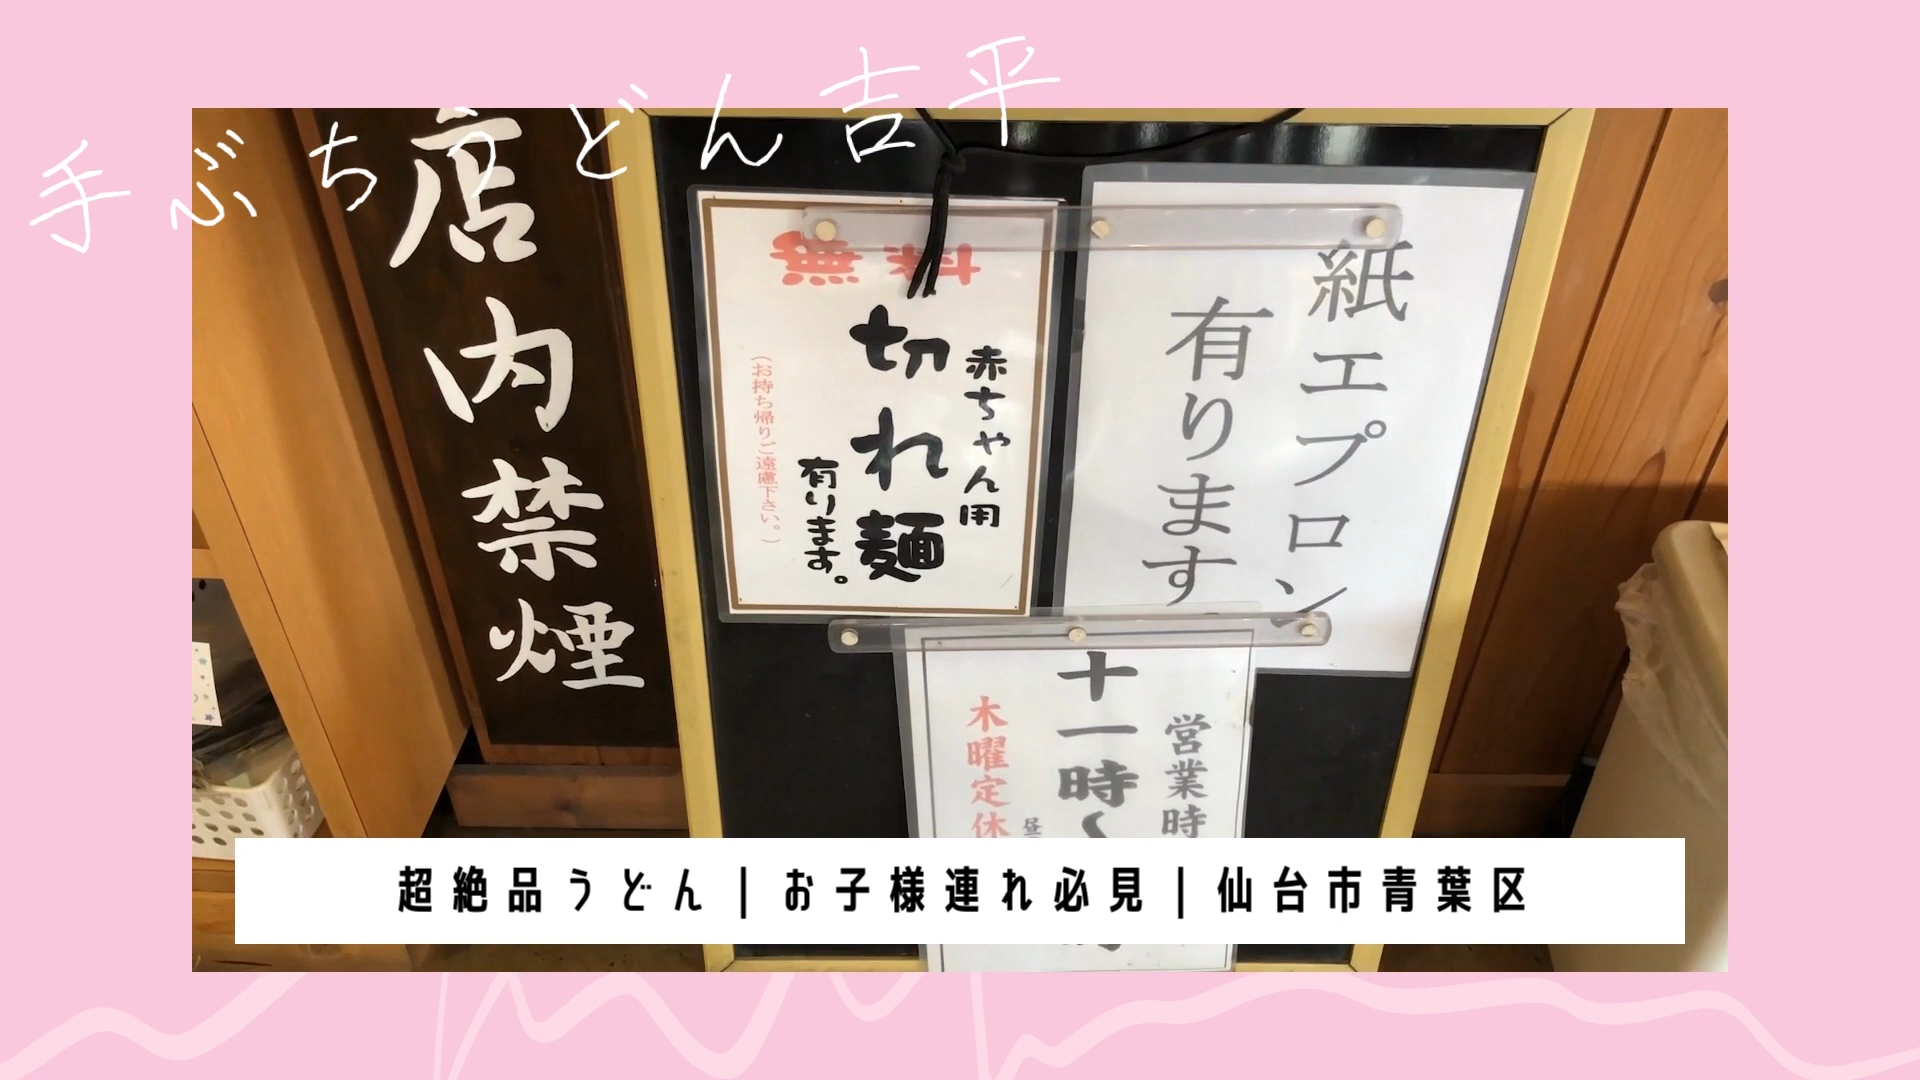 手ぶちうどん吉平
店内禁煙
無料
赤ちゃん用
切れ麺
有ります。
(お持ち帰りご遠慮下さい。)
紙エプロン
有ります。
営業時
十一時〜
昼
木曜定休
超絶品うどん|お子様連れ必見|仙台市青葉区